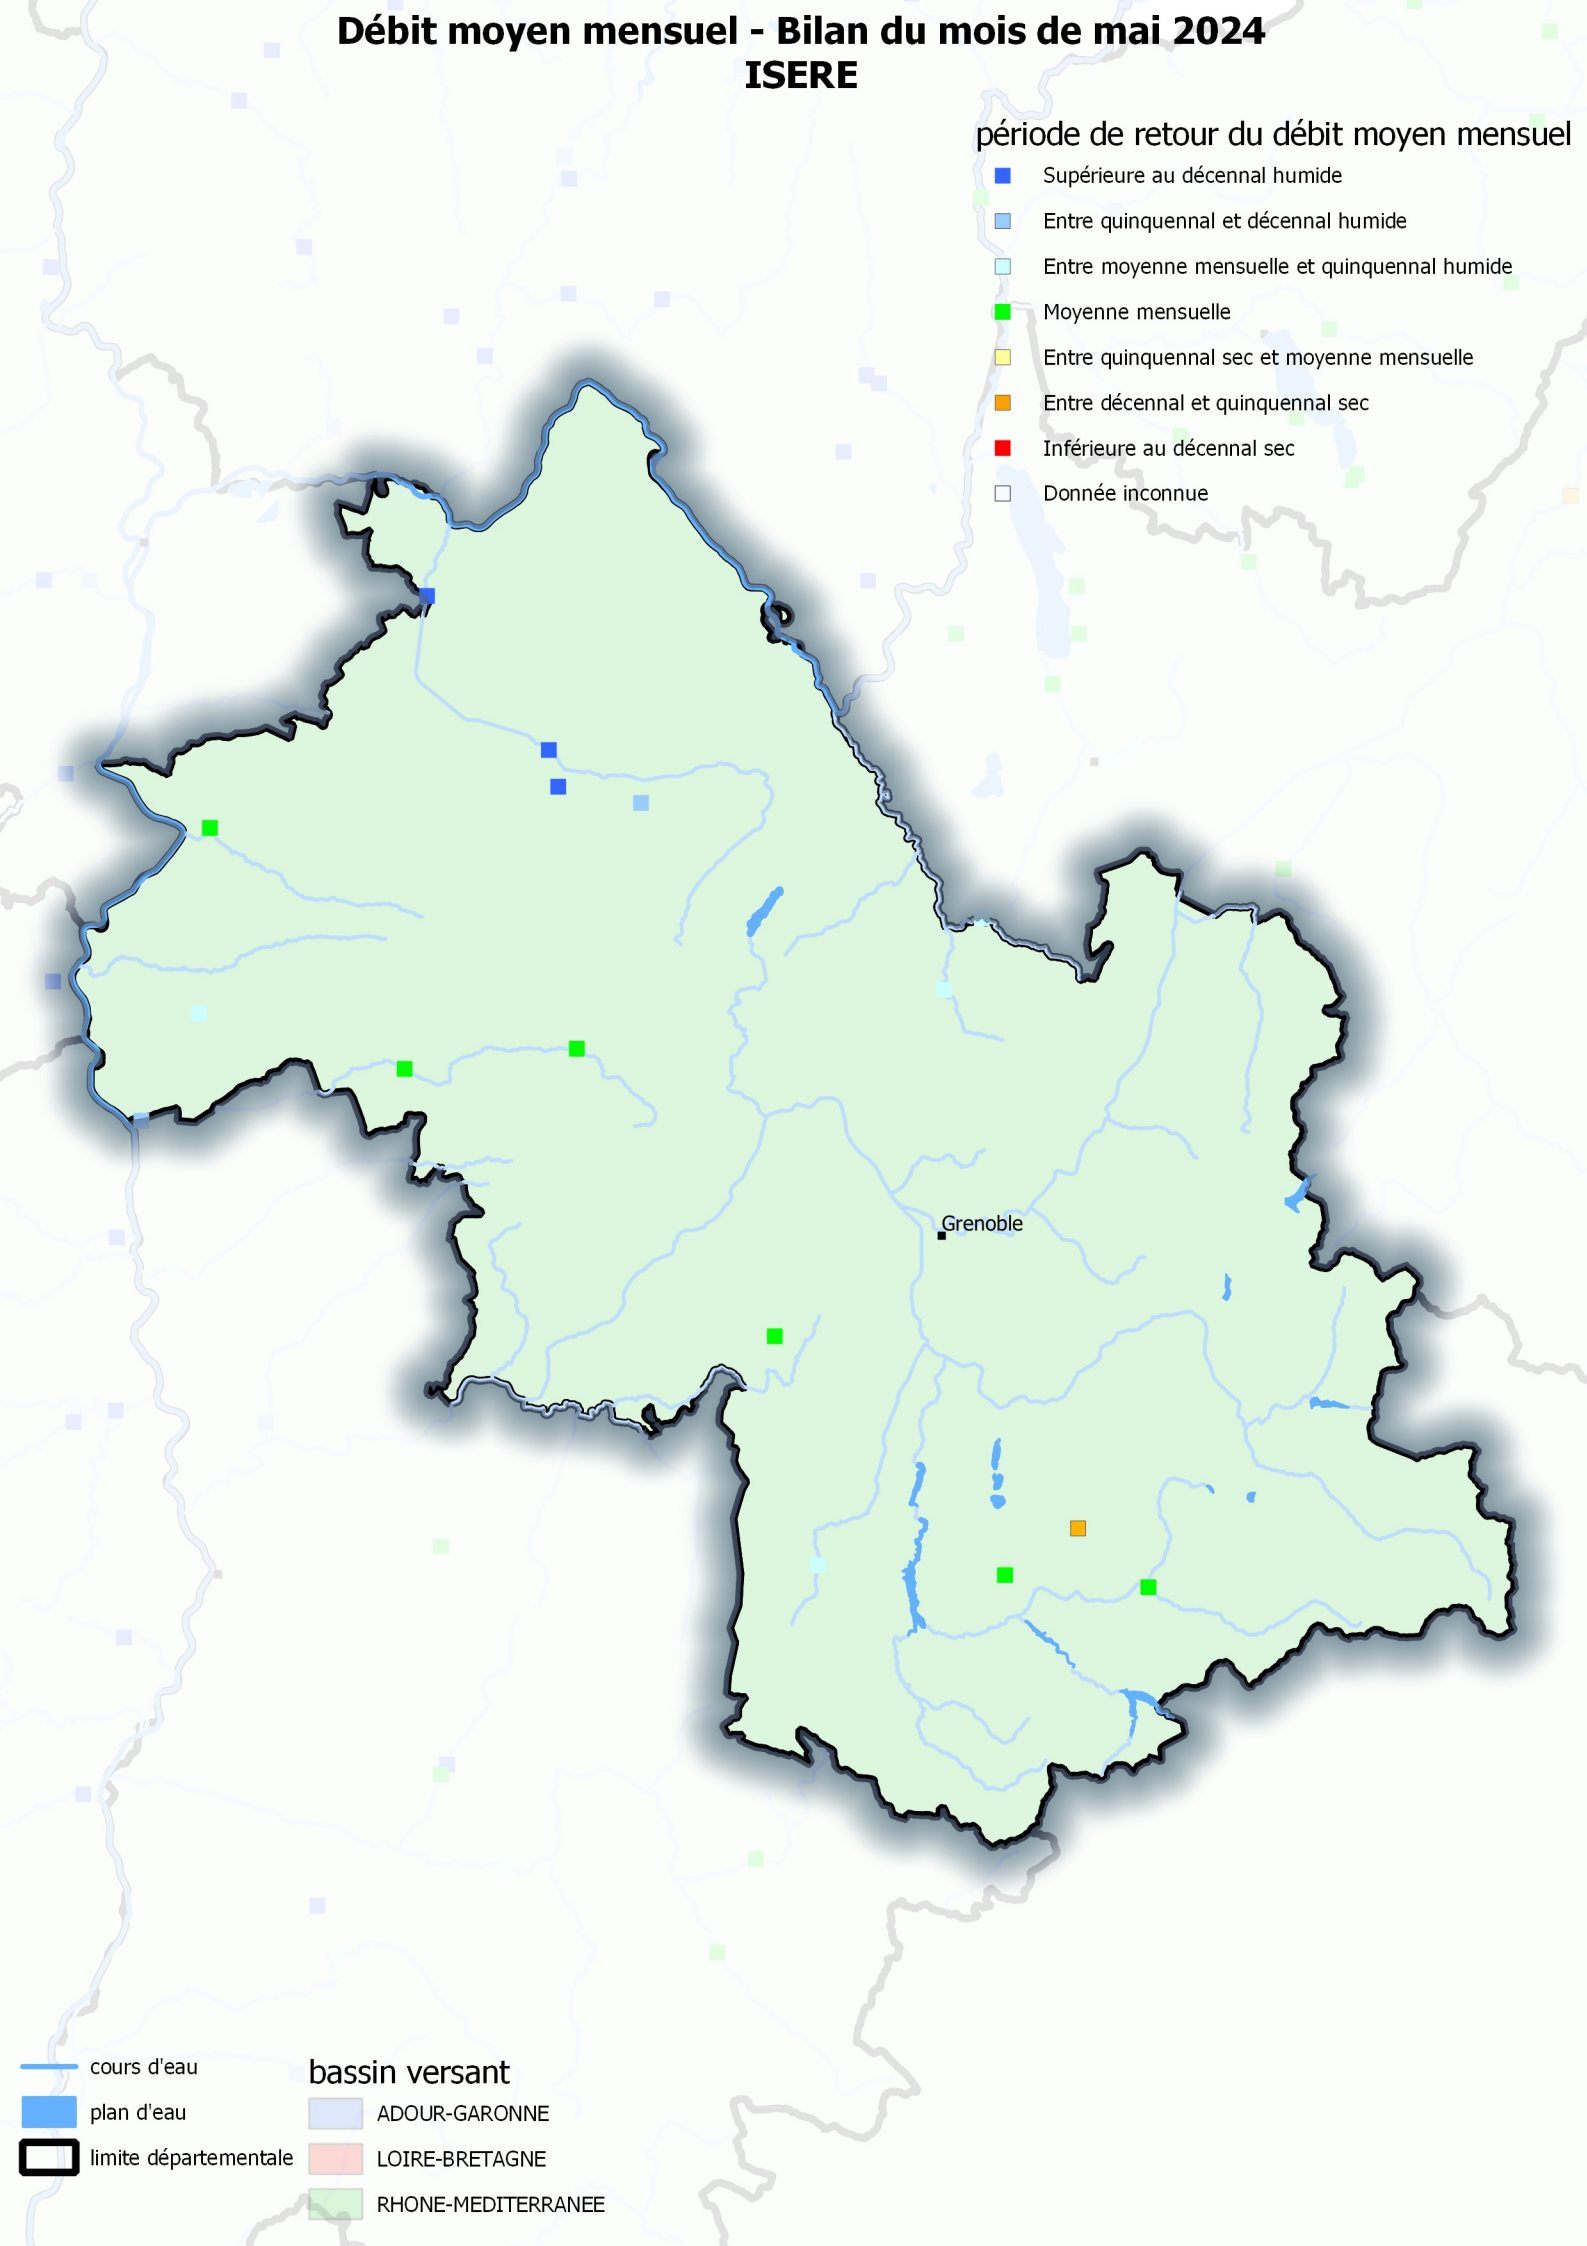 Débit moyen mensuel - Bilan du mois de mai 2024
ISERE
période de retour du débit moyen mensuel
Supérieure au décennal humide
Entre quinquennal et décennal humide
Entre moyenne mensuelle et quinquennal humide
Moyenne mensuelle
Entre quinquennal sec et moyenne mensuelle
Entre décennal et quinquennal sec
Inférieure au décennal sec
Donnée inconnue
Grenoble
cours d'eau
plan d'eau
limite départementale
bassin versant
ADOUR-GARONNE
LOIRE-BRETAGNE
RHONE-MEDITERRANEE